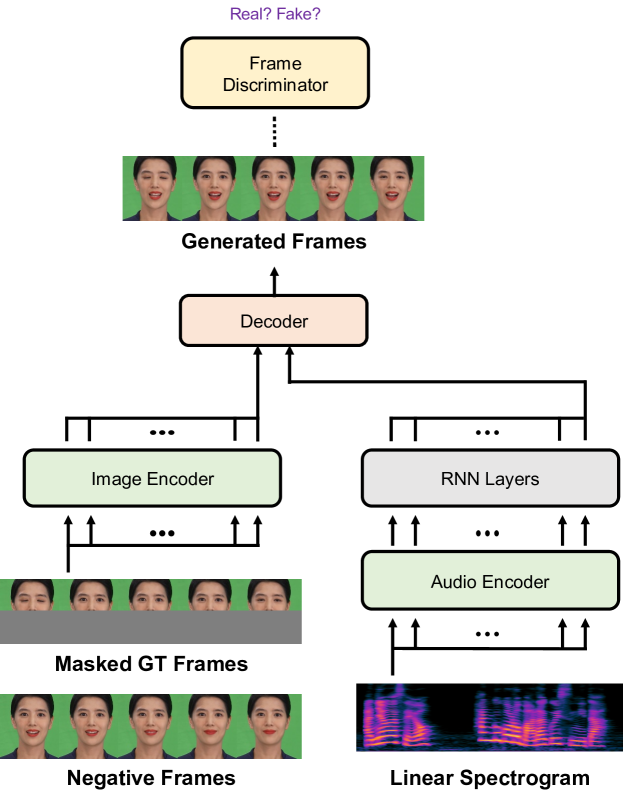 Real? Fake?
Frame
Discriminator
Generated Frames
Decoder
Image Encoder
RNN Layers
Audio Encoder
Masked GT Frames
Negative Frames
Linear Spectrogram